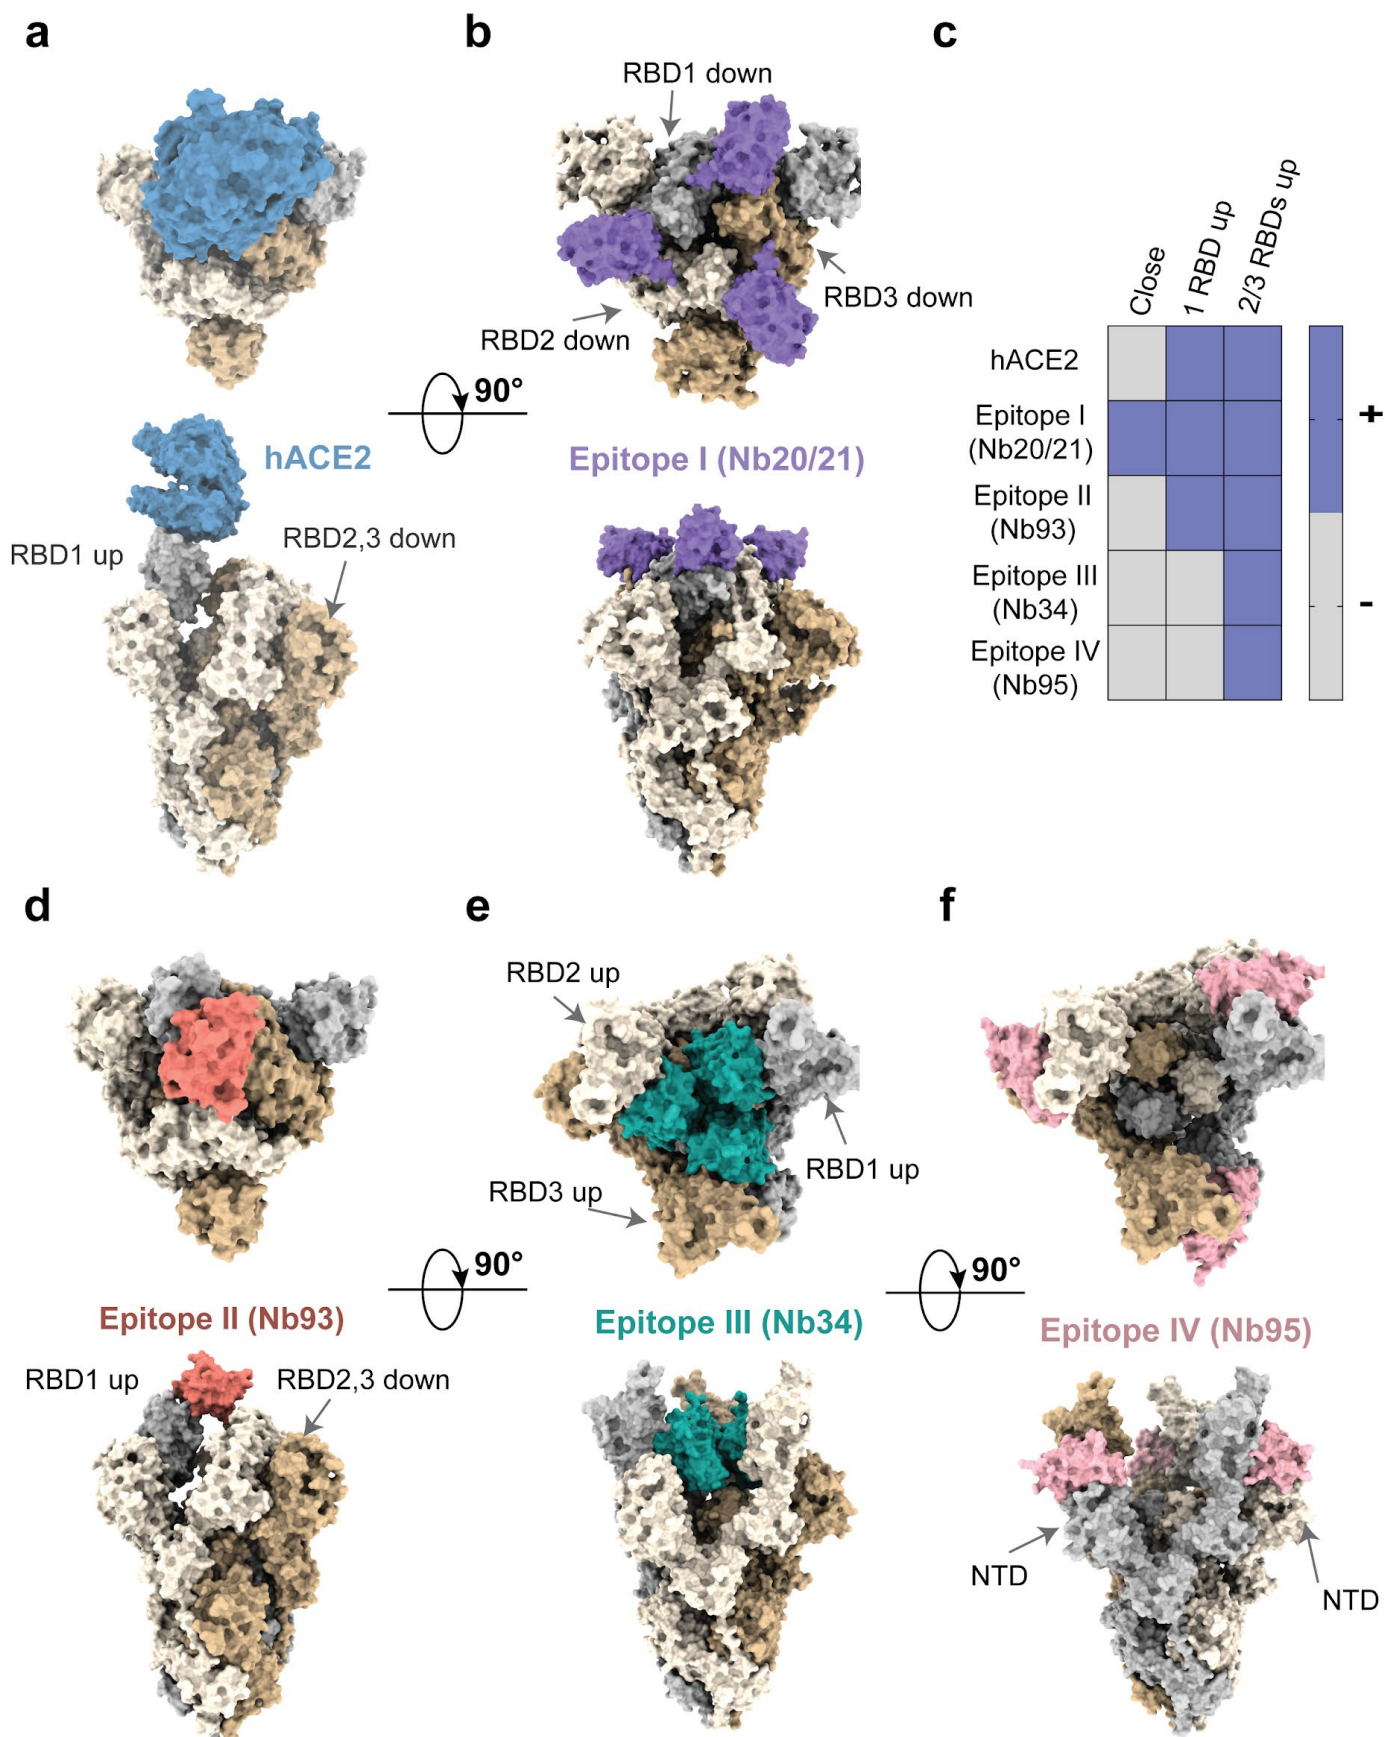 a
hACE2
RBD1 up
RBD2,3 down
90°
b
RBD1 down
RBD3 down
RBD2 down
Epitope I (Nb20/21)
c
Close
1 RBD up
2/3 RBDs up
hACE2
Epitope I
(Nb20/21)
Epitope II
(Nb93)
Epitope III
(Nb34)
Epitope IV
(Nb95)
+
-
d
90°
Epitope II (Nb93)
RBD1 up
RBD2,3 down
e
RBD2 up
RBD1 up
RBD3 up
90°
Epitope III (Nb34)
f
Epitope IV (Nb95)
NTD
NTD